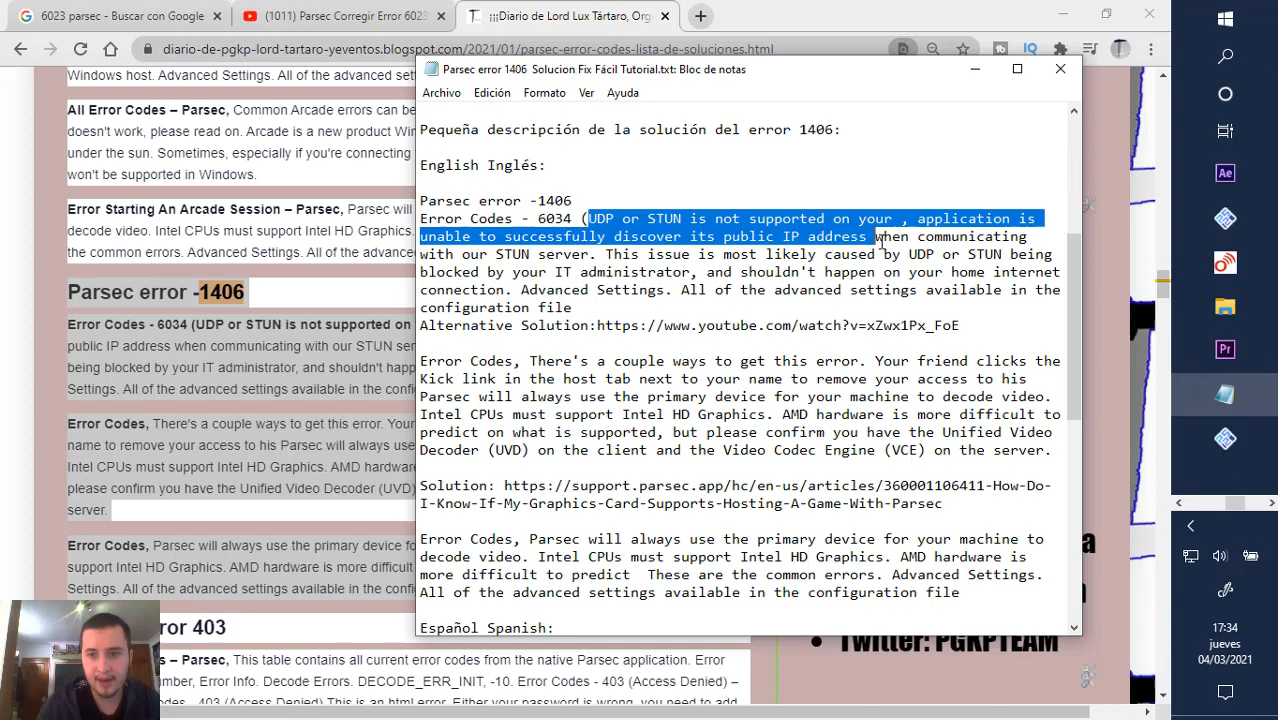 6023 parsec - Buscar con Google
(1011) Parsec Corregir Error 6023
¡¡¡Diario de Lord Lux Tártaro, Org
diario-de-pgkp-lord-tartaro-yeventos.blogspot.com/2021/01/parsec-error-codes-lista-de-soluciones.html
Windows host. Advanced Settings. All of the advanced settings
All Error Codes – Parsec, Common Arcade errors can be
doesn't work, please read on. Arcade is a new product
under the sun. Sometimes, especially if you're connecting
won't be supported in Windows.
Error Starting An Arcade Session – Parsec, Parsec will
decode video. Intel CPUs must support Intel HD Graphics.
the common errors. Advanced Settings. All of the advanced
Parsec error -1406
Error Codes - 6034 (UDP or STUN is not supported on
public IP address when communicating with our STUN
being blocked by your IT administrator, and shouldn't
Settings. All of the advanced settings available in the
Error Codes, There's a couple ways to get this error. Your
name to remove your access to his Parsec will always use
Intel CPUs must support Intel HD Graphics. AMD hardware
please confirm you have the Unified Video Decoder (UVD)
server.
Error Codes, Parsec will always use the primary device
support Intel HD Graphics. AMD hardware is more difficult
Settings. All of the advanced settings available in the
ror 403
– Parsec, This table contains all current error codes from the native Parsec application. Error
Number, Error Info. Decode Errors. DECODE_ERR_INIT, -10. Error Codes - 403 (Access Denied) –
Twitter: PGKPTEAM
Parsec error 1406 Solucion Fix Fácil Tutorial.txt: Bloc de notas
Archivo Edición Formato Ver Ayuda
Pequeña descripción de la solución del error 1406:
English Inglés:
Parsec error -1406
Error Codes - 6034 (UDP or STUN is not supported on your , application is
unable to successfully discover its public IP address when communicating
with our STUN server. This issue is most likely caused by UDP or STUN being
blocked by your IT administrator, and shouldn't happen on your home internet
connection. Advanced Settings. All of the advanced settings available in the
configuration file
Alternative Solution:https://www.youtube.com/watch?v=xZwx1Px_FoE
Error Codes, There's a couple ways to get this error. Your friend clicks the
Kick link in the host tab next to your name to remove your access to his
Parsec will always use the primary device for your machine to decode video.
Intel CPUs must support Intel HD Graphics. AMD hardware is more difficult to
predict on what is supported, but please confirm you have the Unified Video
Decoder (UVD) on the client and the Video Codec Engine (VCE) on the server.
Solution: https://support.parsec.app/hc/en-us/articles/360001106411-How-Do-
I-Know-If-My-Graphics-Card-Supports-Hosting-A-Game-With-Parsec
Error Codes, Parsec will always use the primary device for your machine to
decode video. Intel CPUs must support Intel HD Graphics. AMD hardware is
more difficult to predict  These are the common errors. Advanced Settings.
All of the advanced settings available in the configuration file
Español Spanish:
Ae
Pr
17:34
jueves
04/03/2021